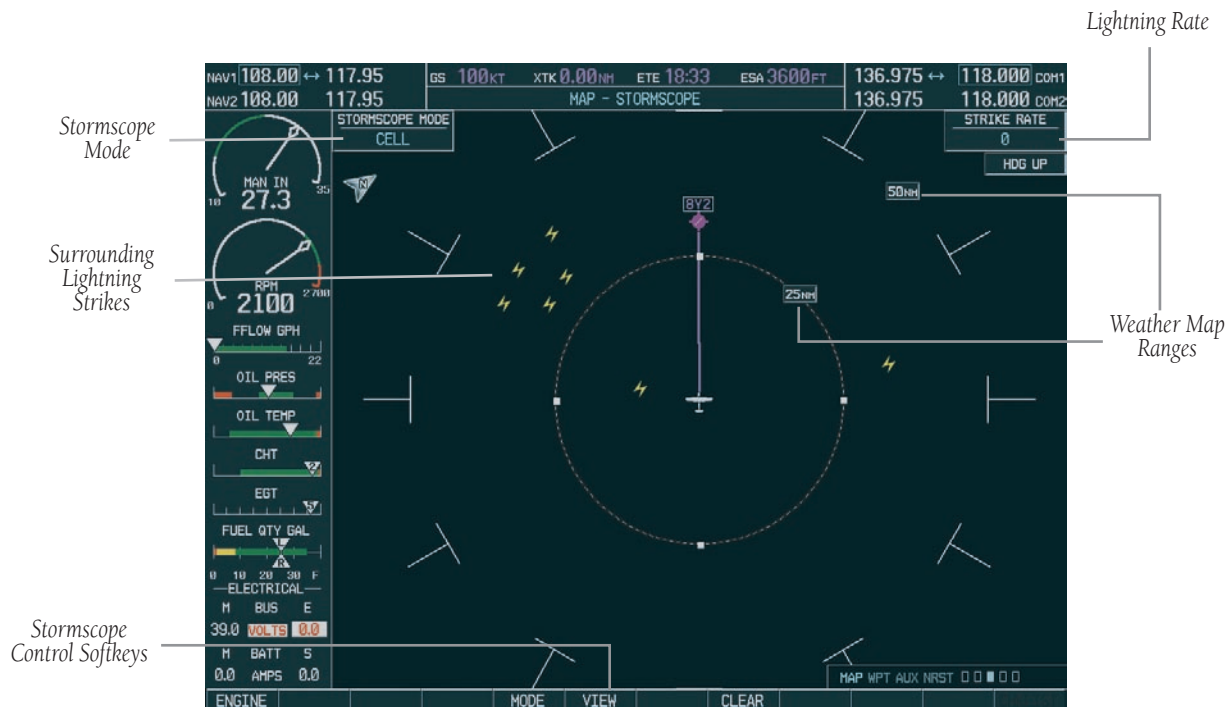 Lightning Rate
NAV1 108.00 ↔ 117.95
NAV2 108.00 117.95
GS 100KT XTK 0.00NM ETE 18:33 ESA 3600FT
MAP - STORMSCOPE
136.975 ↔ 118.000 COM1
136.975 118.000 COM2
Stormscope
Mode
STORMSCOPE MODE
CELL
STRIKE RATE
0
HDG UP
N
50NM
8Y2
25NM
Surrounding
Lightning
Strikes
Weather Map
Ranges
MAN IN
10 35
27.3
RPM
0 2700
2100
FFLOW GPH
0 22
OIL PRES
OIL TEMP
CHT
2
EGT
5
FUEL QTY GAL
L
R
0 10 20 30 F
ELECTRICAL
M BUS E
39.0 VOLTS 0.0
M BATT S
0.0 AMPS 0.0
Stormscope
Control Softkeys
MAP WPT AUX NRST
ENGINE MODE VIEW CLEAR